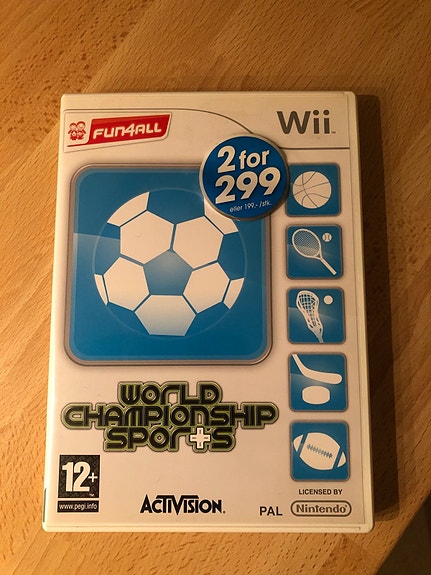 FUN4ALL
Wii
2 for
299
eller 199,- /stk.
WORLD
CHAMPIONSHIP
SPORTS
12+
www.pegi.info
ACTIVISION
PAL
LICENSED BY
Nintendo